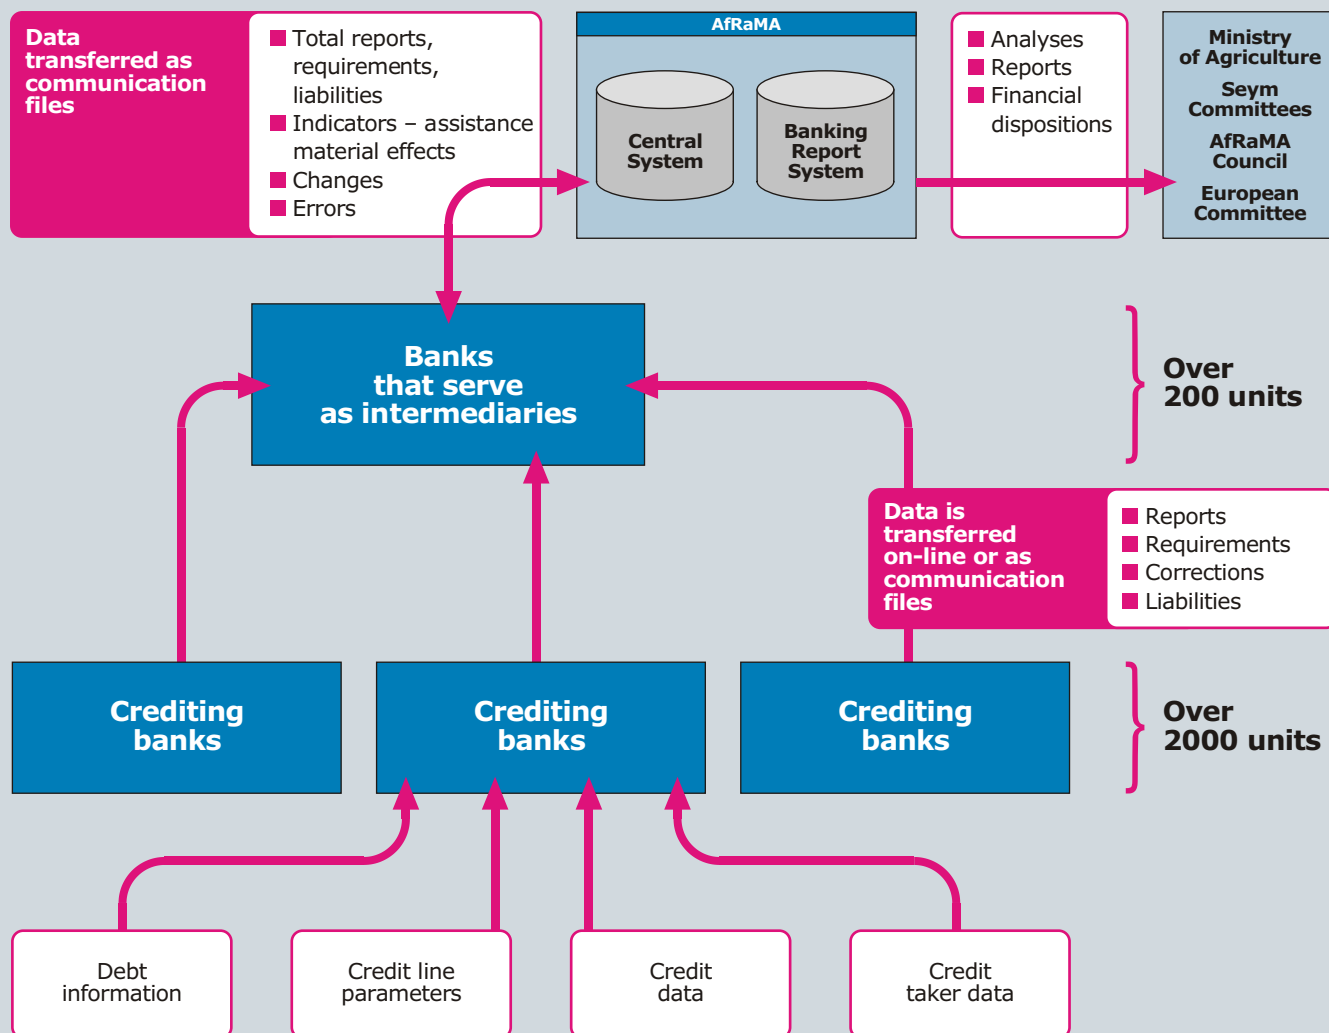 Data
transferred as
communication
files
Total reports,
requirements,
liabilities
Indicators – assistance
material effects
Changes
Errors
AfRaMA
Central
System
Banking
Report
System
Analyses
Reports
Financial
dispositions
Ministry
of Agriculture
Seym
Committees
AfRaMA
Council
European
Committee
Banks
that serve
as intermediaries
Over
200 units
Data is
transferred
on-line or as
communication
files
Reports
Requirements
Corrections
Liabilities
Crediting
banks
Crediting
banks
Crediting
banks
Over
2000 units
Debt
information
Credit line
parameters
Credit
data
Credit
taker data